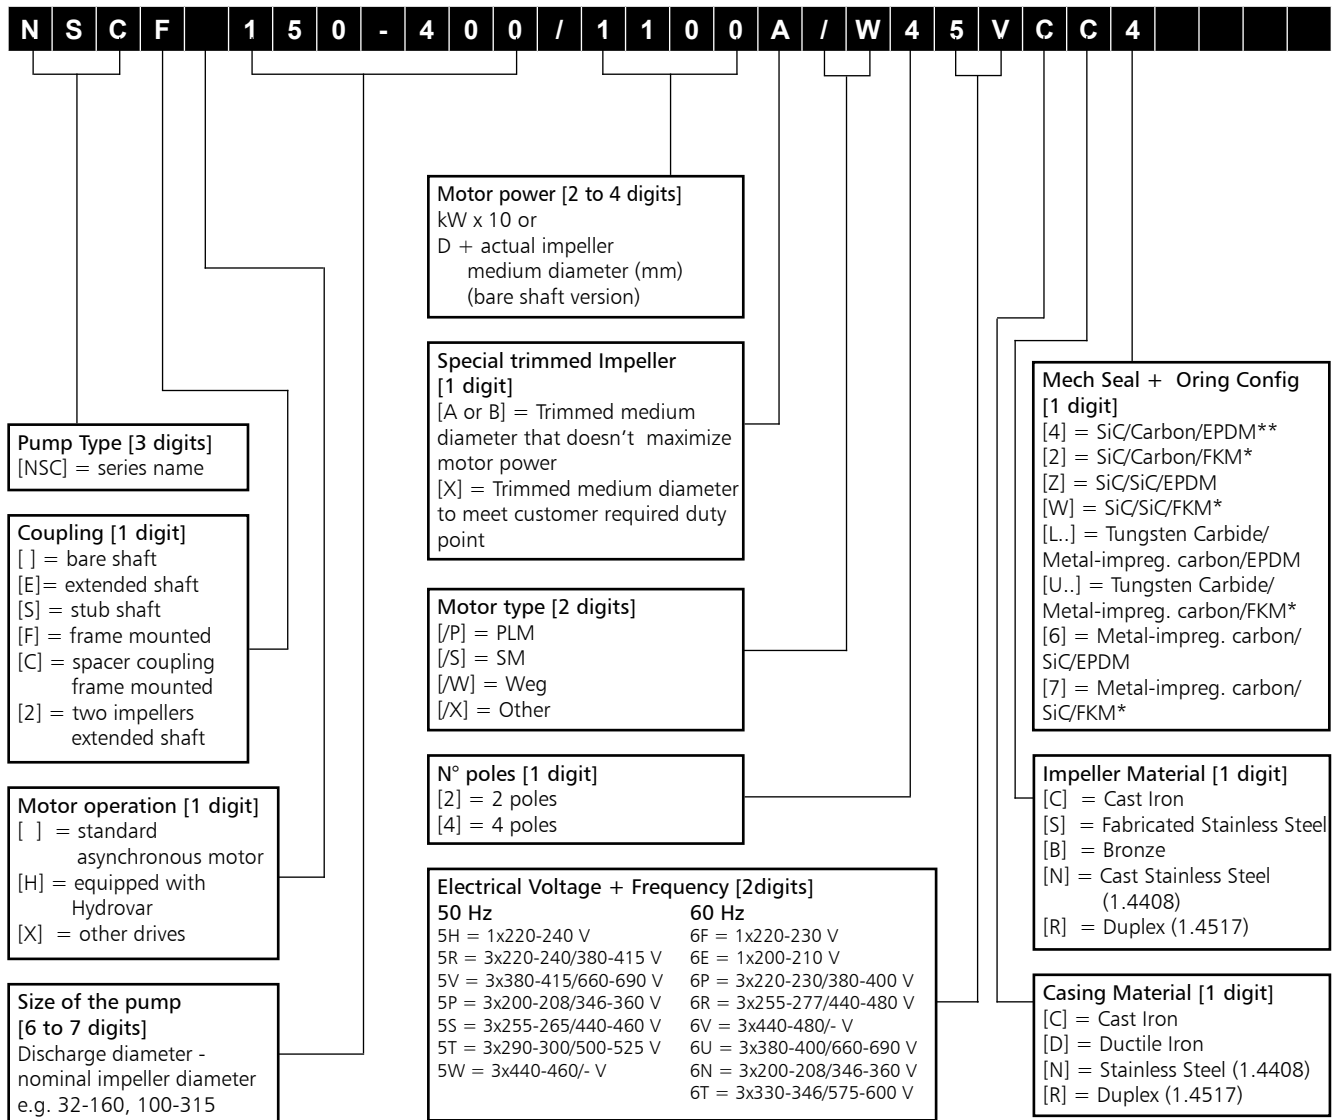 NSCF 150-400/1100A/W45VCC4
Motor power [2 to 4 digits]
kW x 10 or
D + actual impeller
medium diameter (mm)
(bare shaft version)
Special trimmed Impeller
[1 digit]
[A or B] = Trimmed medium
diameter that doesn't maximize
motor power
[X] = Trimmed medium diameter
to meet customer required duty
point
Mech Seal + Oring Config
[1 digit]
[4] = SiC/Carbon/EPDM**
[2] = SiC/Carbon/FKM*
[Z] = SiC/SiC/EPDM
[W] = SiC/SiC/FKM*
[L..] = Tungsten Carbide/
Metal-impreg. carbon/EPDM
[U..] = Tungsten Carbide/
Metal-impreg. carbon/FKM*
[6] = Metal-impreg. carbon/
SiC/EPDM
[7] = Metal-impreg. carbon/
SiC/FKM*
Pump Type [3 digits]
[NSC] = series name
Coupling [1 digit]
[ ] = bare shaft
[E]= extended shaft
[S] = stub shaft
[F] = frame mounted
[C] = spacer coupling
frame mounted
[2] = two impellers
extended shaft
Motor type [2 digits]
[/P] = PLM
[/S] = SM
[/W] = Weg
[/X] = Other
N° poles [1 digit]
[2] = 2 poles
[4] = 4 poles
Impeller Material [1 digit]
[C] = Cast Iron
[S] = Fabricated Stainless Steel
[B] = Bronze
[N] = Cast Stainless Steel
(1.4408)
[R] = Duplex (1.4517)
Motor operation [1 digit]
[ ] = standard
asynchronous motor
[H] = equipped with
Hydrovar
[X] = other drives
Electrical Voltage + Frequency [2digits]
50 Hz
5H = 1x220-240 V
5R = 3x220-240/380-415 V
5V = 3x380-415/660-690 V
5P = 3x200-208/346-360 V
5S = 3x255-265/440-460 V
5T = 3x290-300/500-525 V
5W = 3x440-460/- V
60 Hz
6F = 1x220-230 V
6E = 1x200-210 V
6P = 3x220-230/380-400 V
6R = 3x255-277/440-480 V
6V = 3x440-480/- V
6U = 3x380-400/660-690 V
6N = 3x200-208/346-360 V
6T = 3x330-346/575-600 V
Size of the pump
[6 to 7 digits]
Discharge diameter -
nominal impeller diameter
e.g. 32-160, 100-315
Casing Material [1 digit]
[C] = Cast Iron
[D] = Ductile Iron
[N] = Stainless Steel (1.4408)
[R] = Duplex (1.4517)